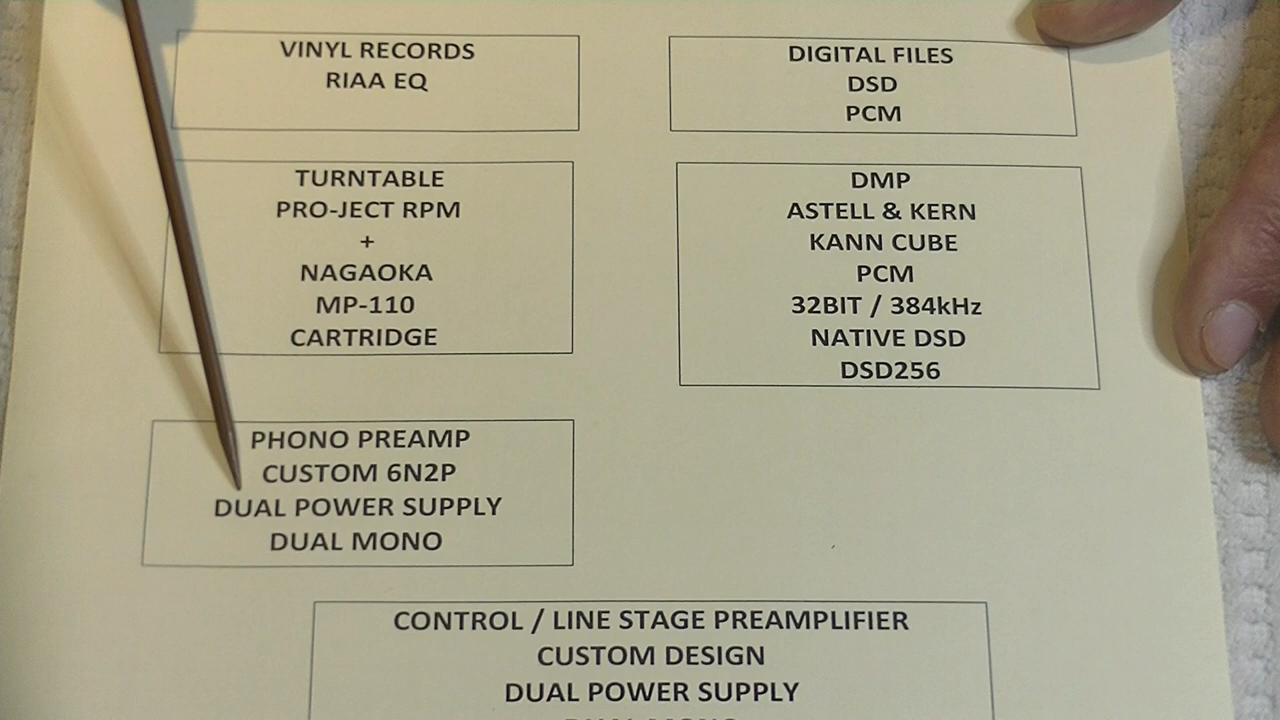 VINYL RECORDS
RIAA EQ
DIGITAL FILES
DSD
PCM
TURNTABLE
PRO-JECT RPM
+
NAGAOKA
MP-110
CARTRIDGE
DMP
ASTELL & KERN
KANN CUBE
PCM
32BIT / 384kHz
NATIVE DSD
DSD256
PHONO PREAMP
CUSTOM 6N2P
DUAL POWER SUPPLY
DUAL MONO
CONTROL / LINE STAGE PREAMPLIFIER
CUSTOM DESIGN
DUAL POWER SUPPLY